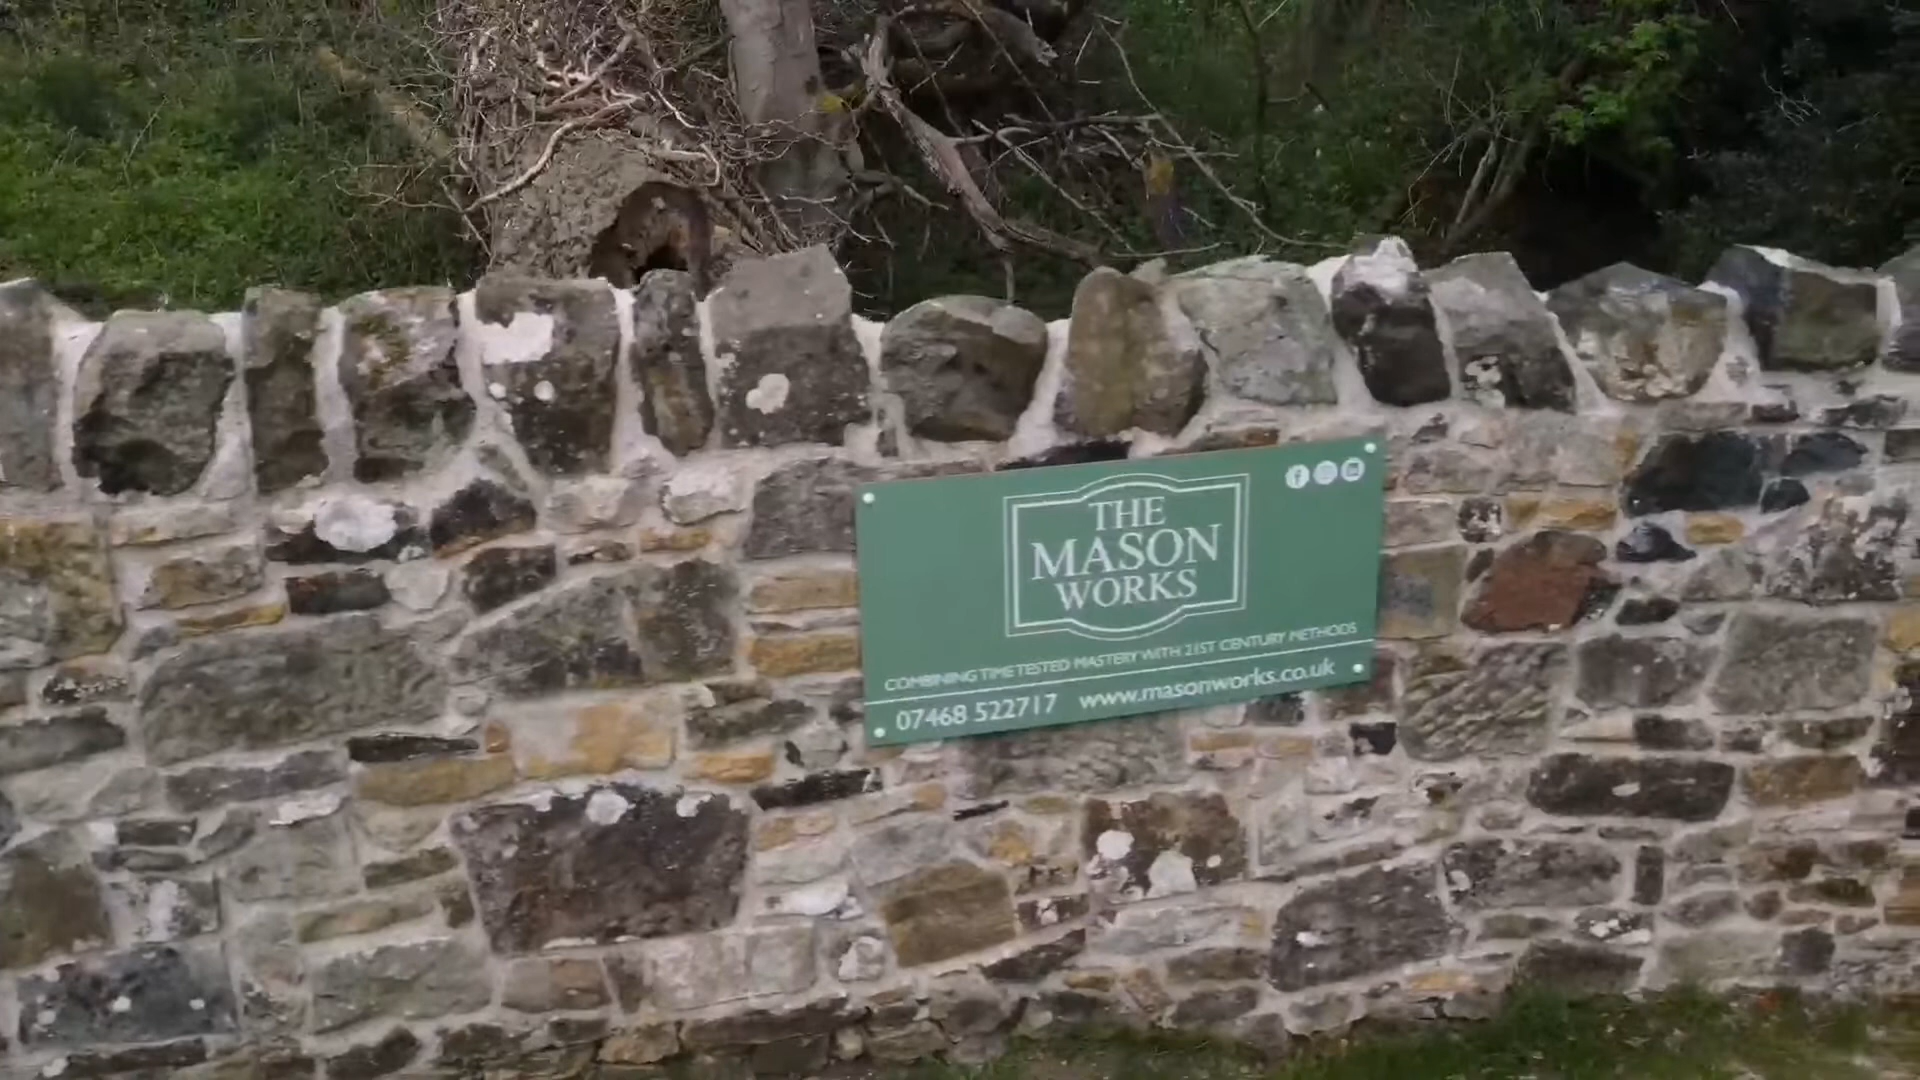 THE
MASON
WORKS
COMBINING TIME TESTED MASTERY WITH 21ST CENTURY METHODS
07468 522717 www.masonworks.co.uk